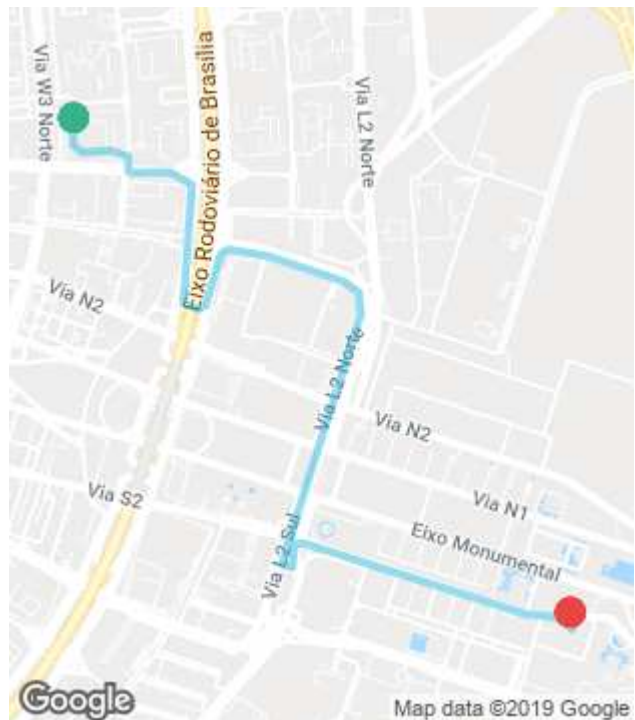 Via W3 Norte
Eixo Rodoviário de Brasília
Via L2 Norte
Via N2
Via L2 Norte
Via N2
Via S2
Via N1
Eixo Monumental
Via L2 Sul
Google
Map data ©2019 Google